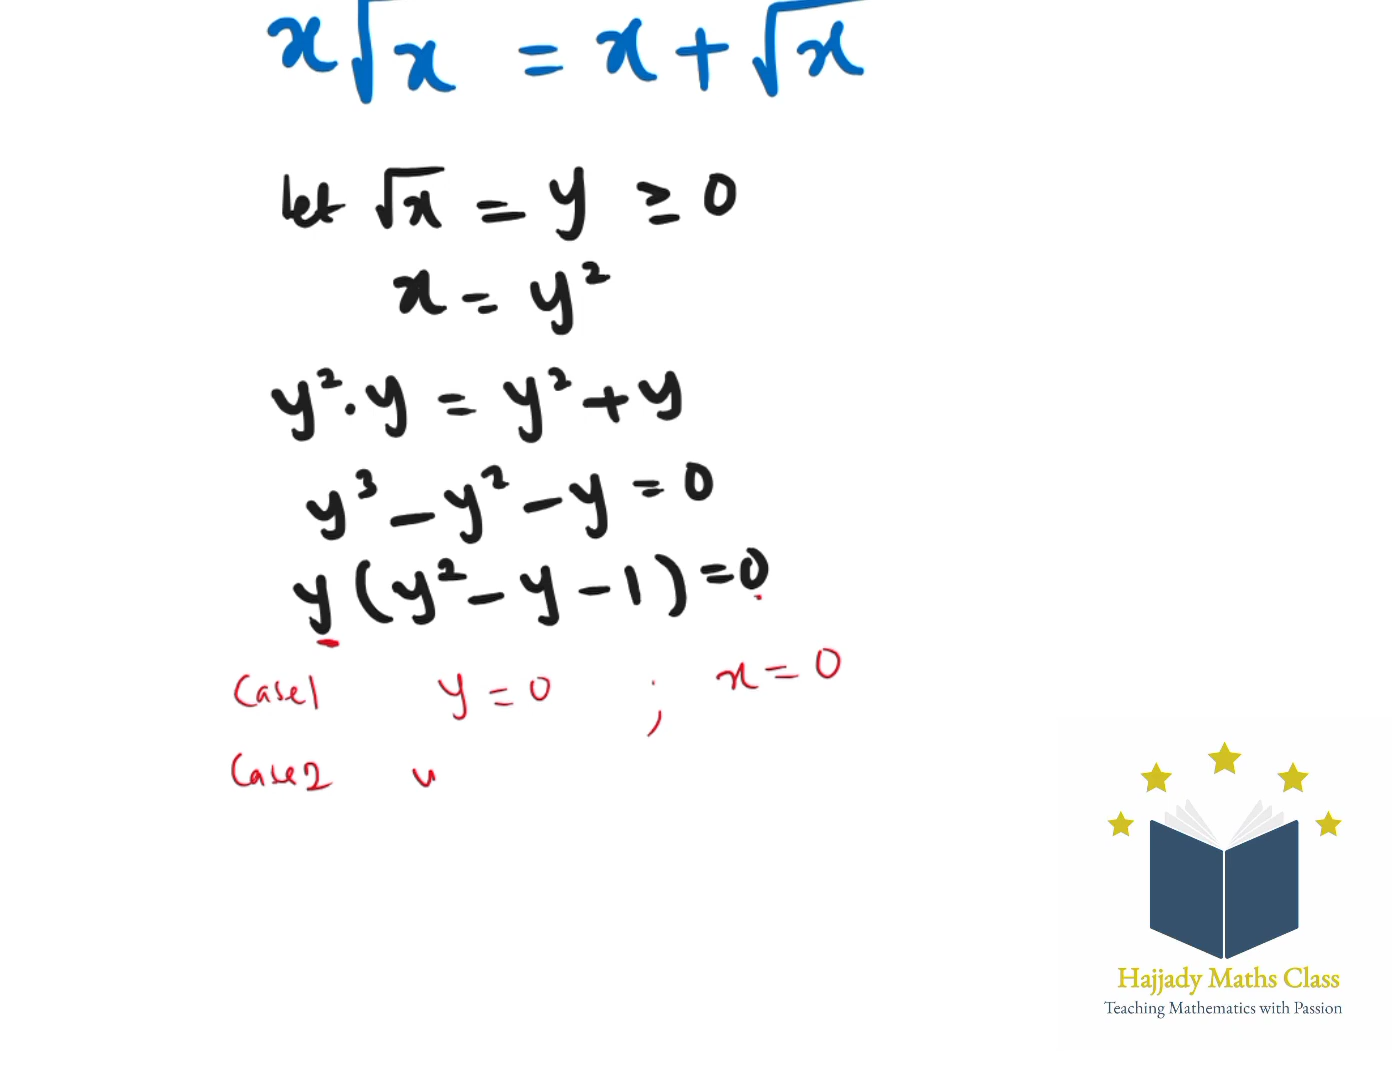 x√x = x + √x
let √x = y ≥ 0
x = y²
y²·y = y² + y
y³ – y² – y = 0
y(y² – y – 1) = 0
Case1 y = 0 ; x = 0
Case2
Hajjady Maths Class
Teaching Mathematics with Passion